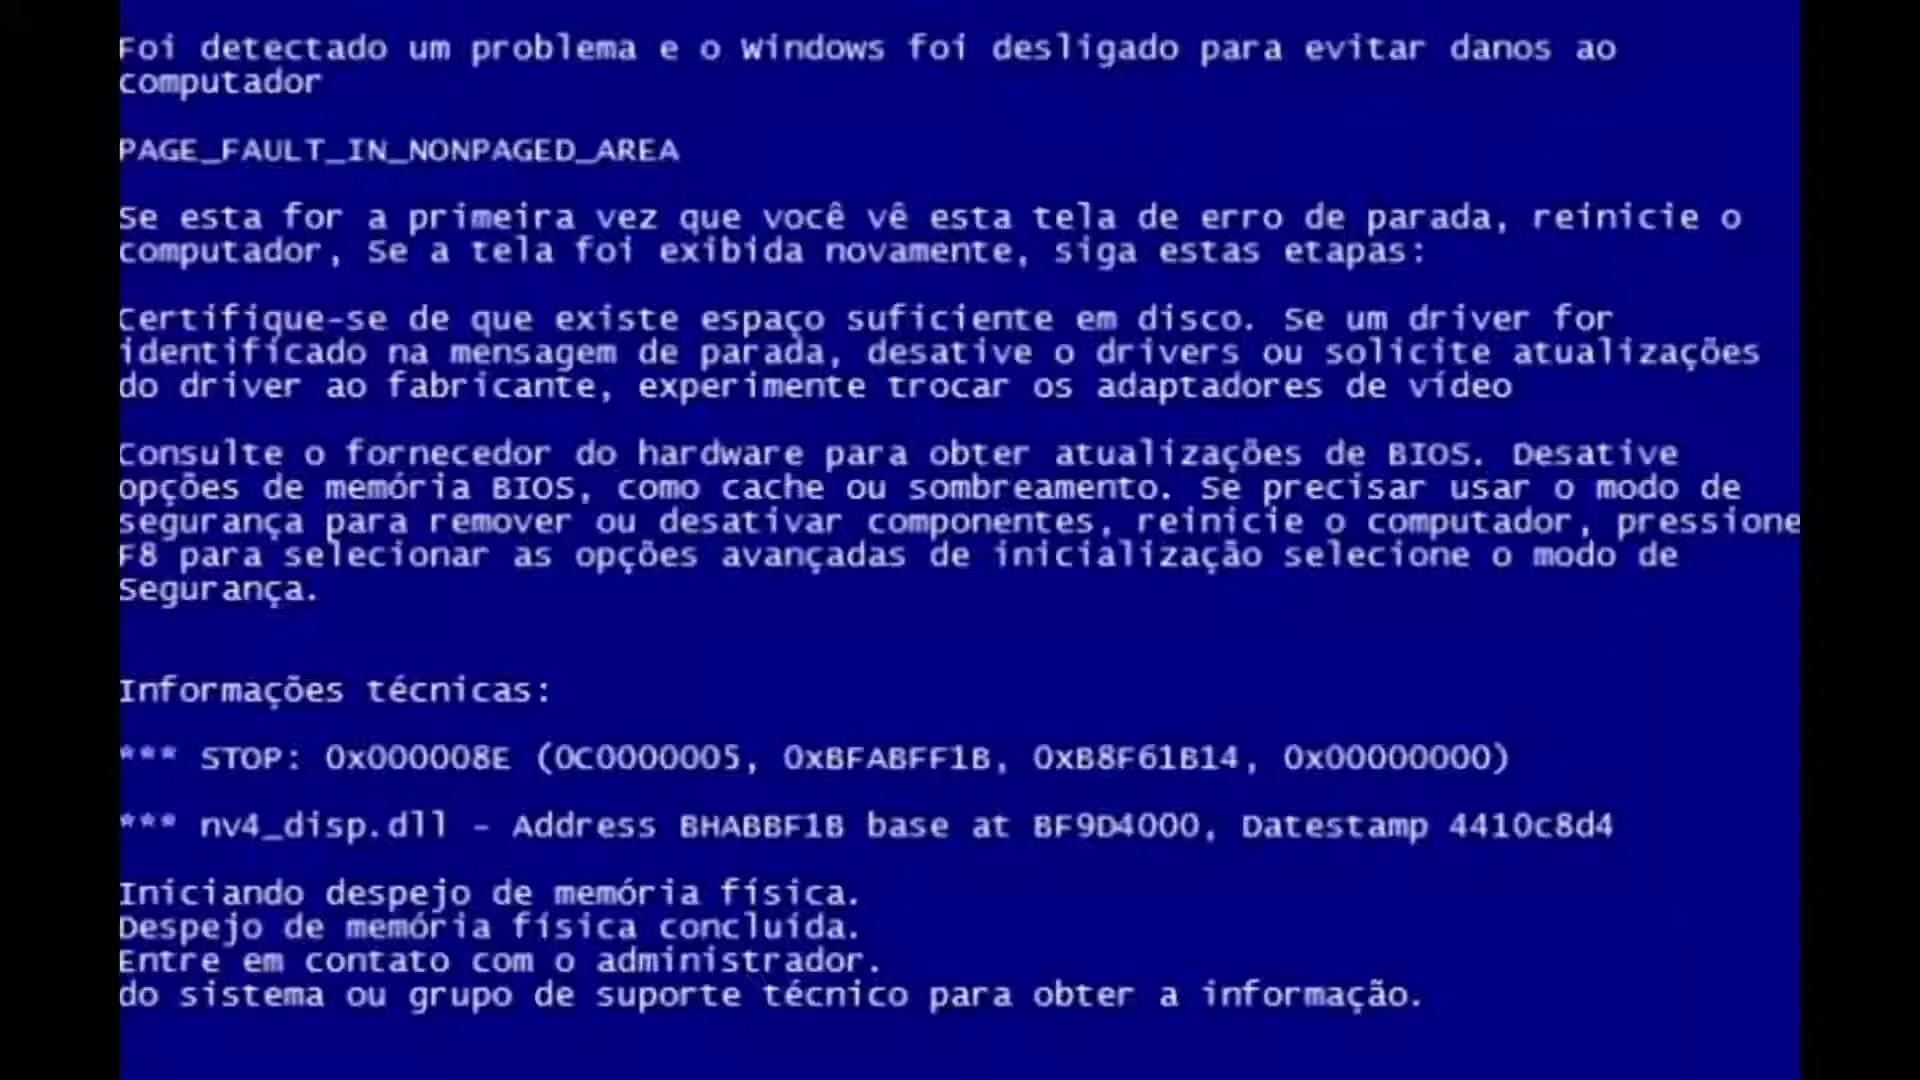 Foi detectado um problema e o Windows foi desligado para evitar danos ao
computador
PAGE_FAULT_IN_NONPAGED_AREA
Se esta for a primeira vez que você vê esta tela de erro de parada, reinicie o
computador, Se a tela foi exibida novamente, siga estas etapas:
Certifique-se de que existe espaço suficiente em disco. Se um driver for
identificado na mensagem de parada, desative o drivers ou solicite atualizações
do driver ao fabricante, experimente trocar os adaptadores de vídeo
Consulte o fornecedor do hardware para obter atualizações de BIOS. Desative
opções de memória BIOS, como cache ou sombreamento. Se precisar usar o modo de
segurança para remover ou desativar componentes, reinicie o computador, pressione
F8 para selecionar as opções avançadas de inicialização selecione o modo de
Segurança.
Informações técnicas:
*** STOP: 0x000008E (0C0000005, 0xBFABFF1B, 0xB8F61B14, 0x00000000)
*** nv4_disp.dll - Address BHABBF1B base at BF9D4000, Datestamp 4410c8d4
Iniciando despejo de memória física.
Despejo de memória física concluída.
Entre em contato com o administrador.
do sistema ou grupo de suporte técnico para obter a informação.